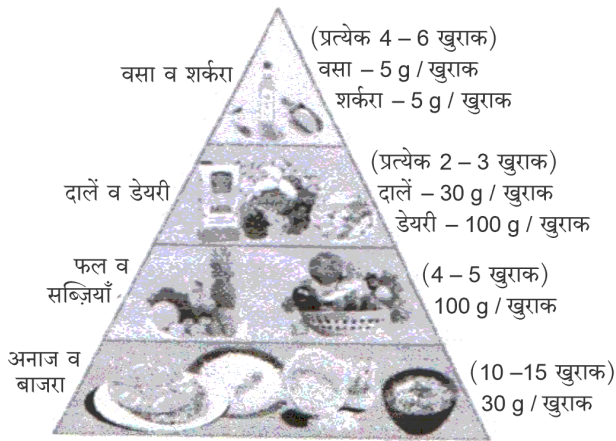 वसा व शर्करा
(प्रत्येक 4 – 6 खुराक)
वसा – 5 g / खुराक
शर्करा – 5 g / खुराक
दालें व डेयरी
(प्रत्येक 2 – 3 खुराक)
दालें – 30 g / खुराक
डेयरी – 100 g / खुराक
फल व
सब्ज़ियाँ
(4 – 5 खुराक)
100 g / खुराक
अनाज व
बाजरा
(10 –15 खुराक)
30 g / खुराक